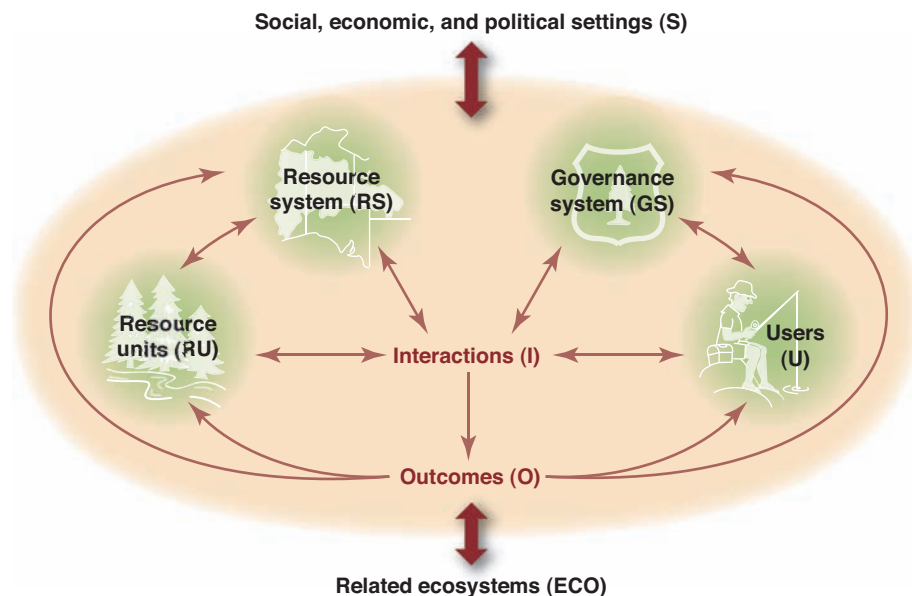 Social, economic, and political settings (S)
Resource
system (RS)
Governance
system (GS)
Resource
units (RU)
Interactions (I)
Users
(U)
Outcomes (O)
Related ecosystems (ECO)